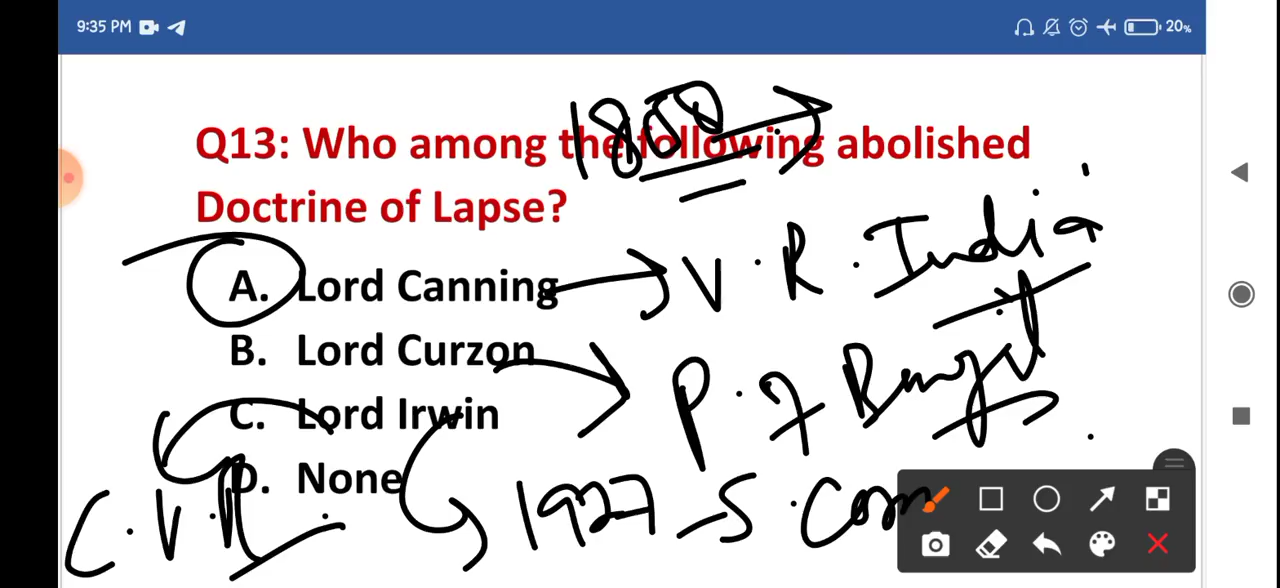 9:35 PM
20%
1858
Q13: Who among the following abolished
Doctrine of Lapse?
A. Lord Canning
V. R. India
B. Lord Curzon
P. of Bengal
C. Lord Irwin
D. None
C.V.R.
1927 - S. Com